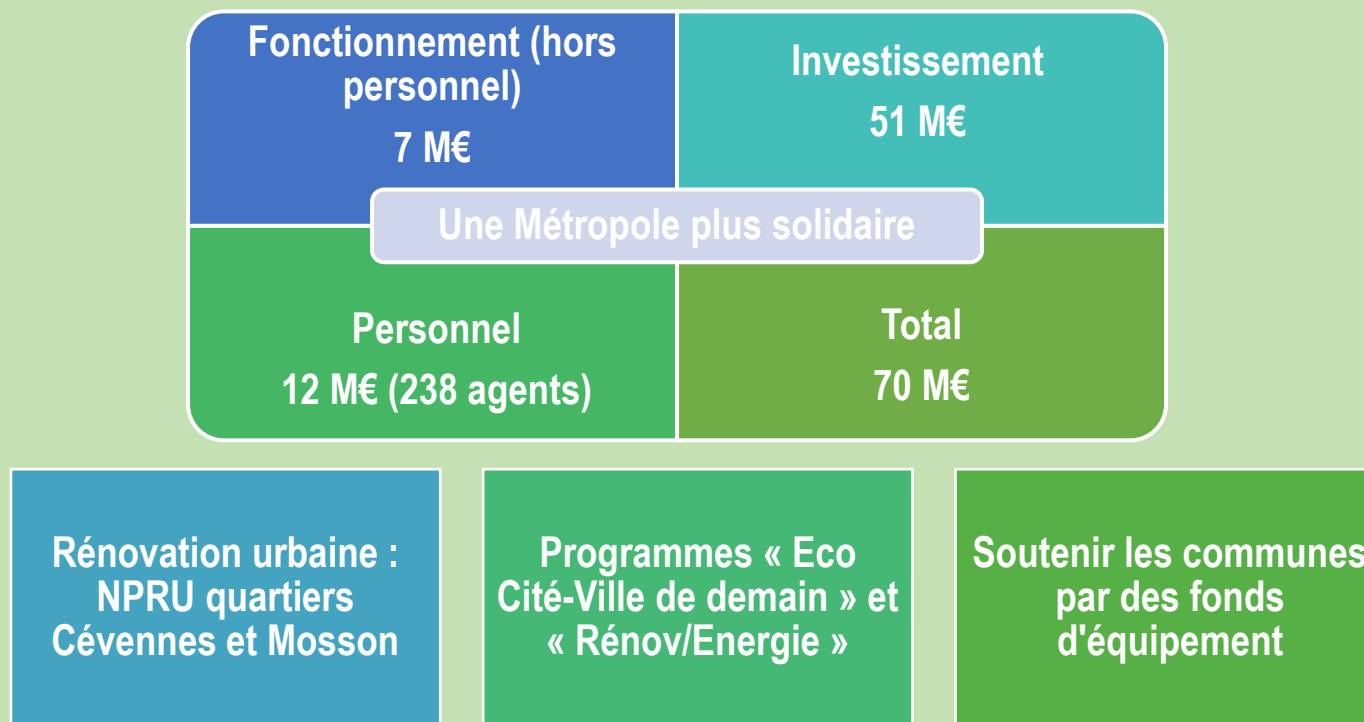 Fonctionnement (hors
personnel)
7 M€
Investissement
51 M€
Une Métropole plus solidaire
Personnel
12 M€ (238 agents)
Total
70 M€
Rénovation urbaine :
NPRU quartiers
Cévennes et Mosson
Programmes « Eco
Cité-Ville de demain » et
« Rénov/Energie »
Soutenir les communes
par des fonds
d'équipement